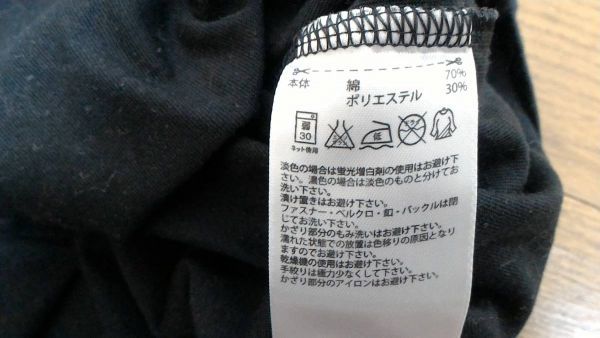 本体 綿 70%
ポリエステル 30%
弱
30
ネット使用
低
淡色の場合は蛍光増白剤の使用はお避け下
さい。濃色の場合は淡色のものと分けてお
洗い下さい。
漬け置きはお避け下さい。
ファスナー・ベルクロ・釦・バックルは閉
じてお洗い下さい。
かざり部分のもみ洗いはお避け下さい。
濡れた状態での放置は色移りの原因となり
ますのでお避け下さい。
乾燥機の使用はお避け下さい。
手絞りは極力少なくして下さい。
かざり部分のアイロンはお避け下さい。